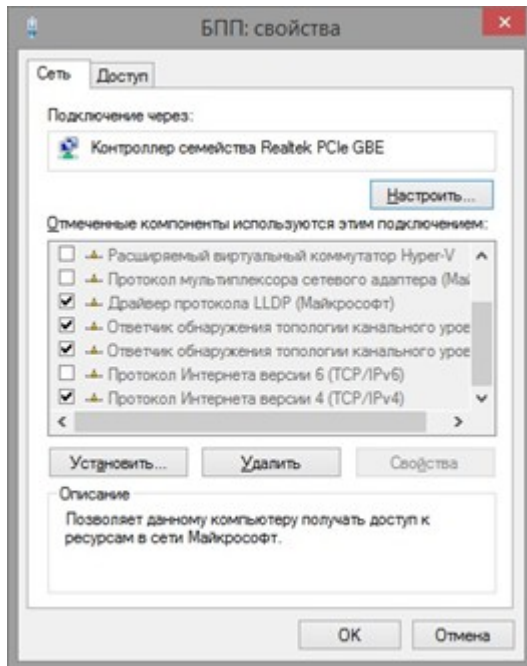 БПП: свойства
Сеть
Доступ
Подключение через:
Контроллер семейства Realtek PCIe GBE
Настроить...
Отмеченные компоненты используются этим подключением:
Расширяемый виртуальный коммутатор Hyper-V
Протокол мультиплексора сетевого адаптера (Май
Драйвер протокола LLDP (Майкрософт)
Ответчик обнаружения топологии канального уров
Ответчик обнаружения топологии канального уров
Протокол Интернета версии 6 (TCP/IPv6)
Протокол Интернета версии 4 (TCP/IPv4)
Установить...
Удалить
Свойства
Описание
Позволяет данному компьютеру получать доступ к
ресурсам в сети Майкрософт.
OK
Отмена